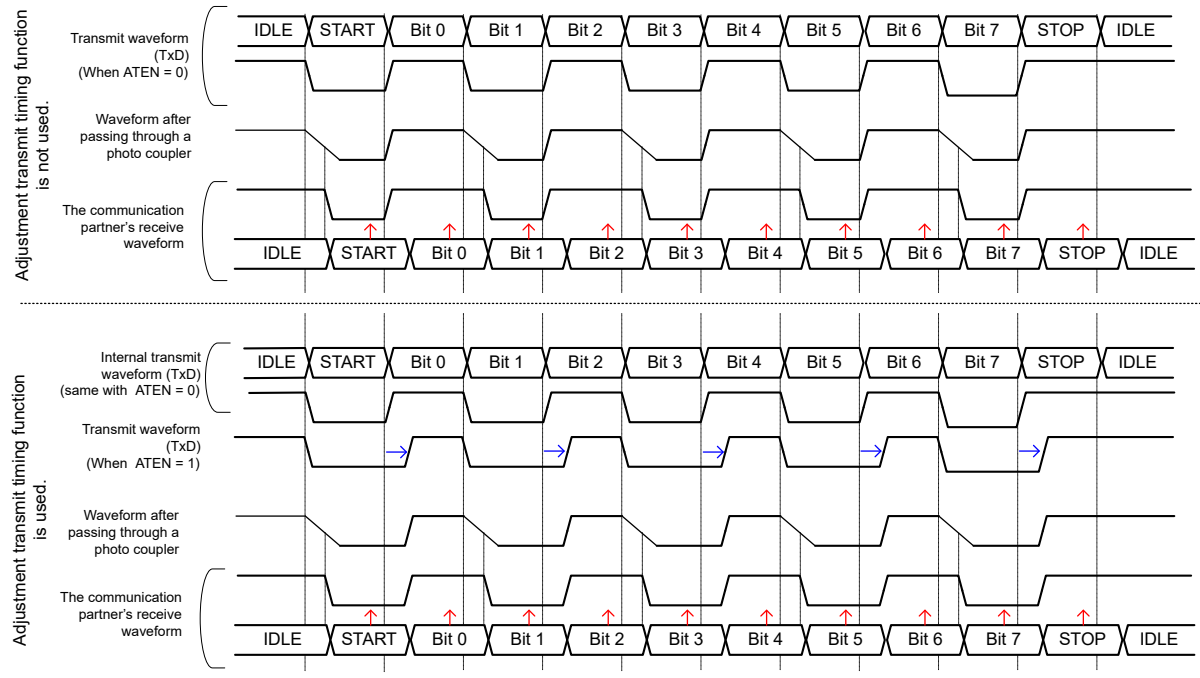 Adjustment transmit timing function
is not used.
Transmit waveform
(TxD)
(When ATEN = 0)
IDLE START Bit 0 Bit 1 Bit 2 Bit 3 Bit 4 Bit 5 Bit 6 Bit 7 STOP IDLE
Waveform after
passing through a
photo coupler
The communication
partner's receive
waveform
IDLE START Bit 0 Bit 1 Bit 2 Bit 3 Bit 4 Bit 5 Bit 6 Bit 7 STOP IDLE
Adjustment transmit timing function
is used.
Internal transmit
waveform (TxD)
(same with ATEN = 0)
IDLE START Bit 0 Bit 1 Bit 2 Bit 3 Bit 4 Bit 5 Bit 6 Bit 7 STOP IDLE
Transmit waveform
(TxD)
(When ATEN = 1)
Waveform after
passing through a
photo coupler
The communication
partner's receive
waveform
IDLE START Bit 0 Bit 1 Bit 2 Bit 3 Bit 4 Bit 5 Bit 6 Bit 7 STOP IDLE